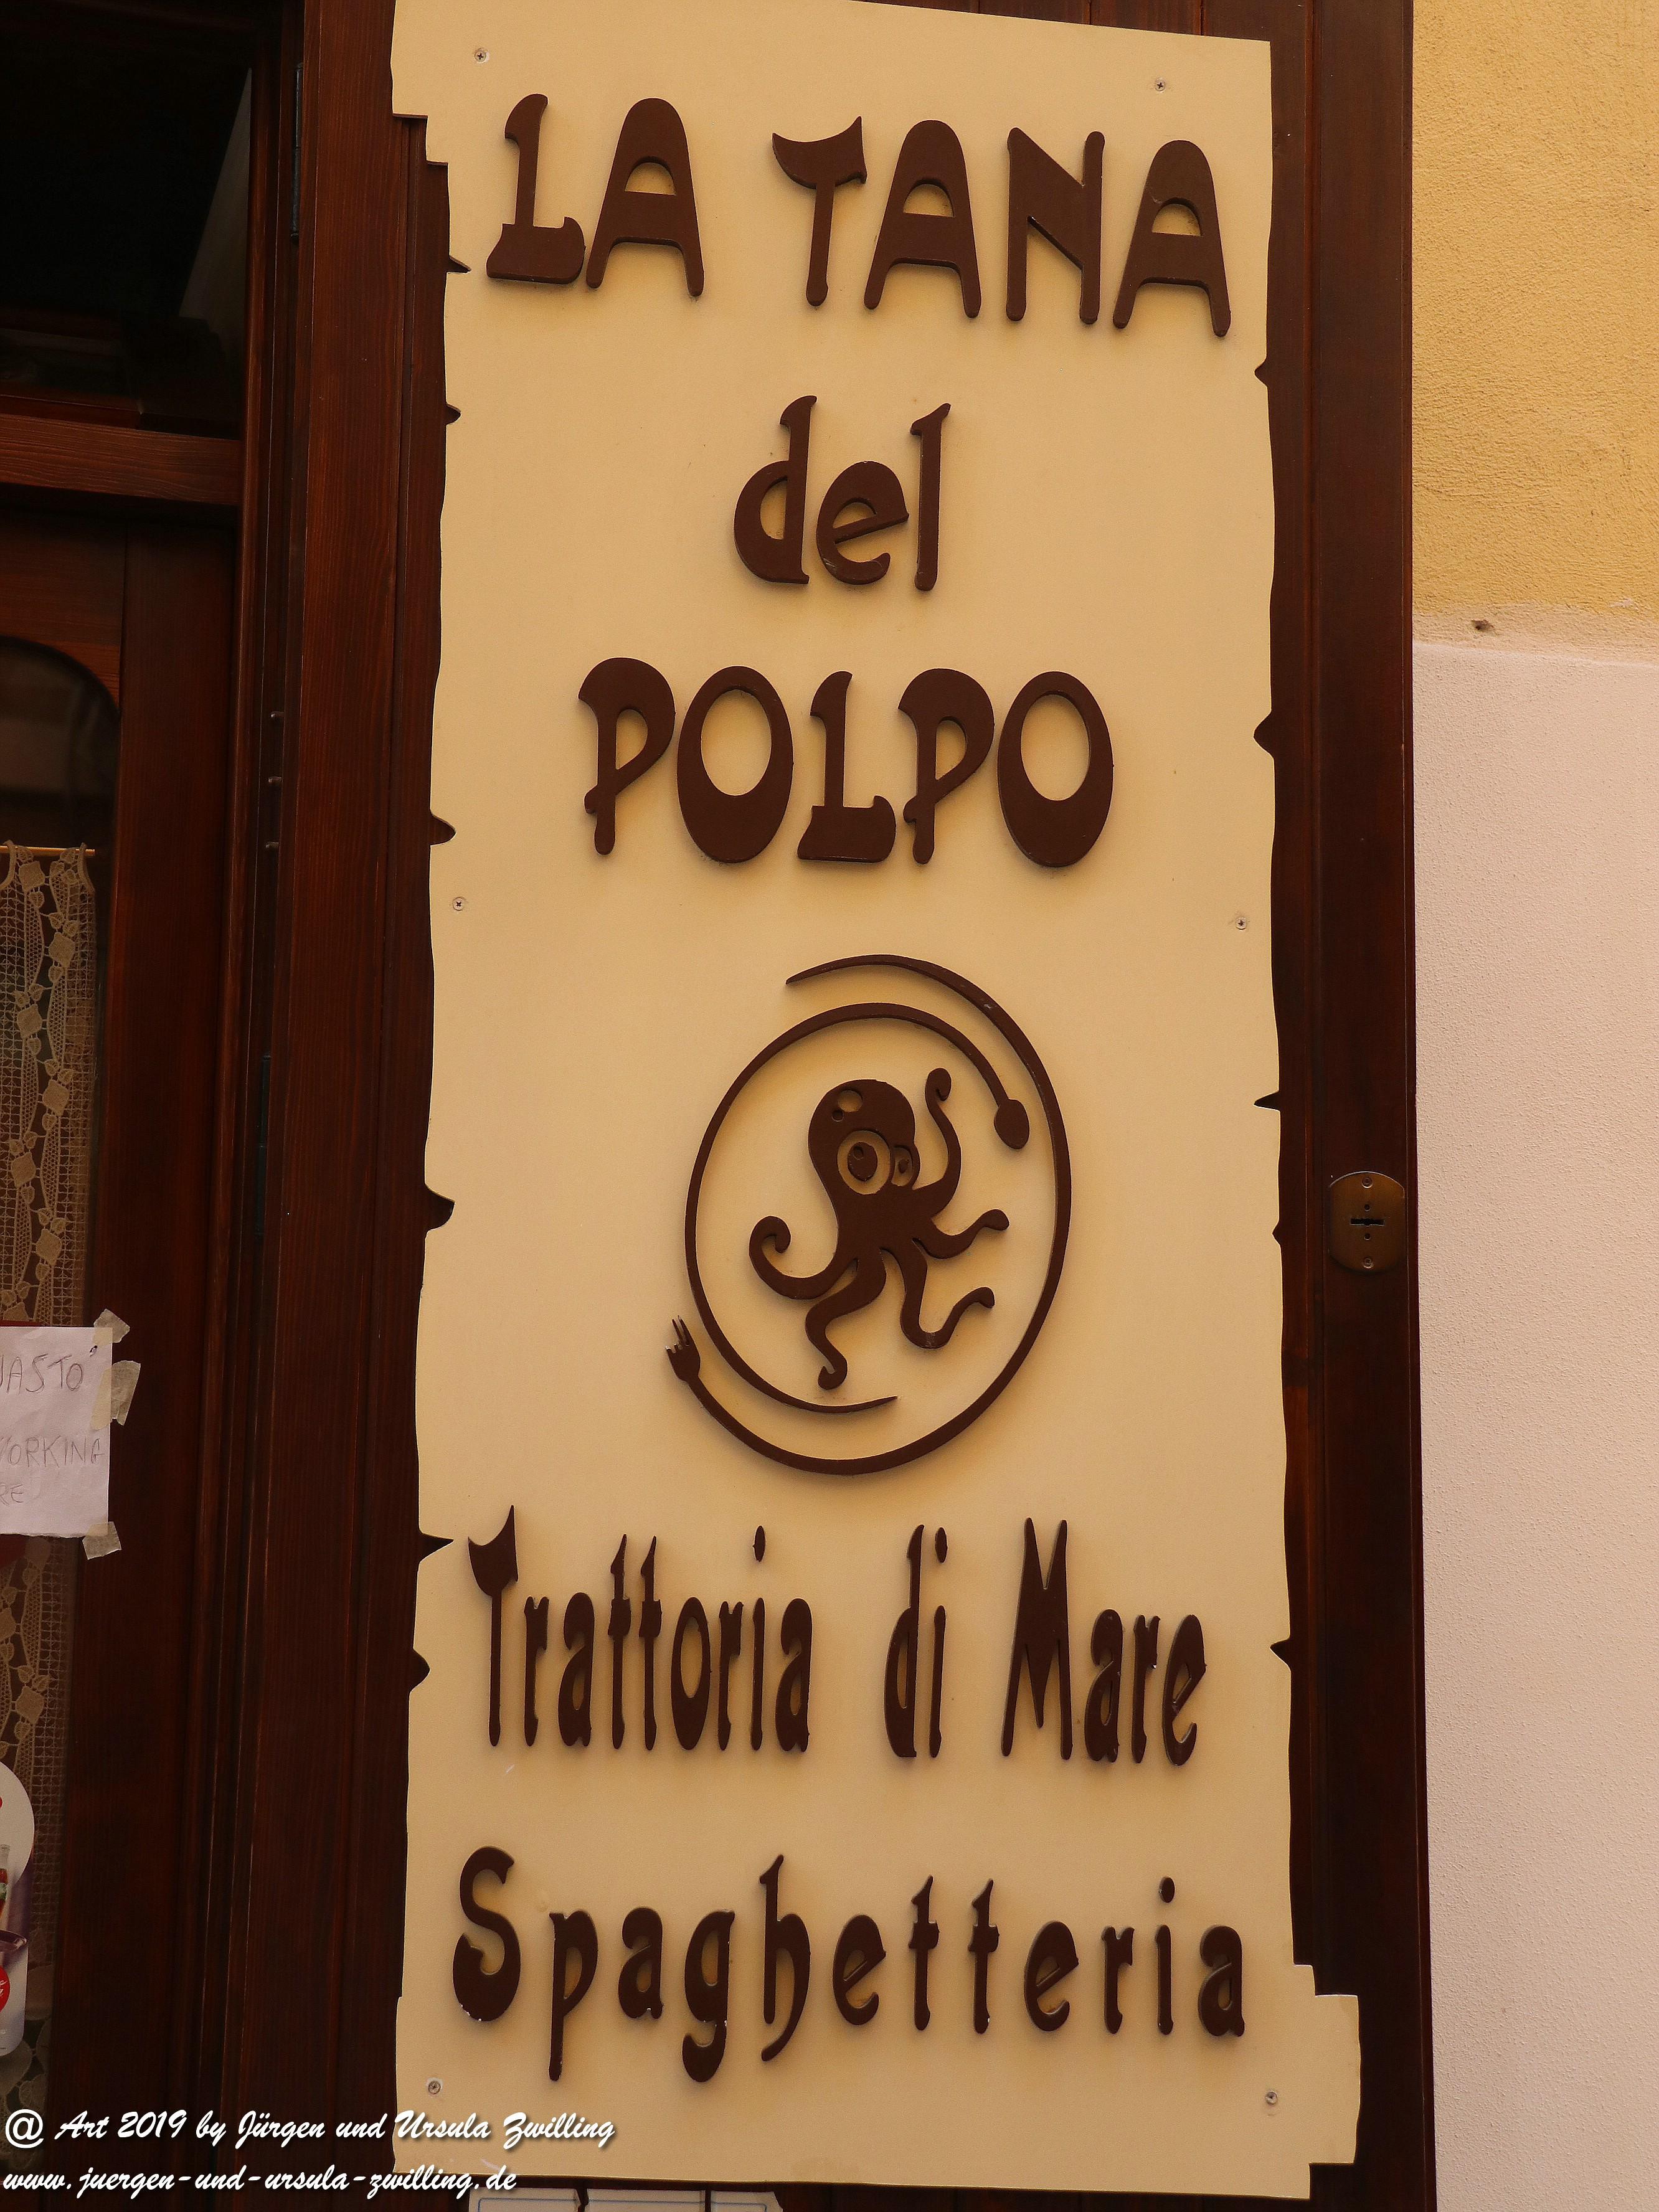 LA TANA
del
POLPO
Trattoria di Mare
Spaghetteria
@ Art 2019 by Jürgen und Ursula Zwilling
www.juergen-und-ursula-zwilling.de